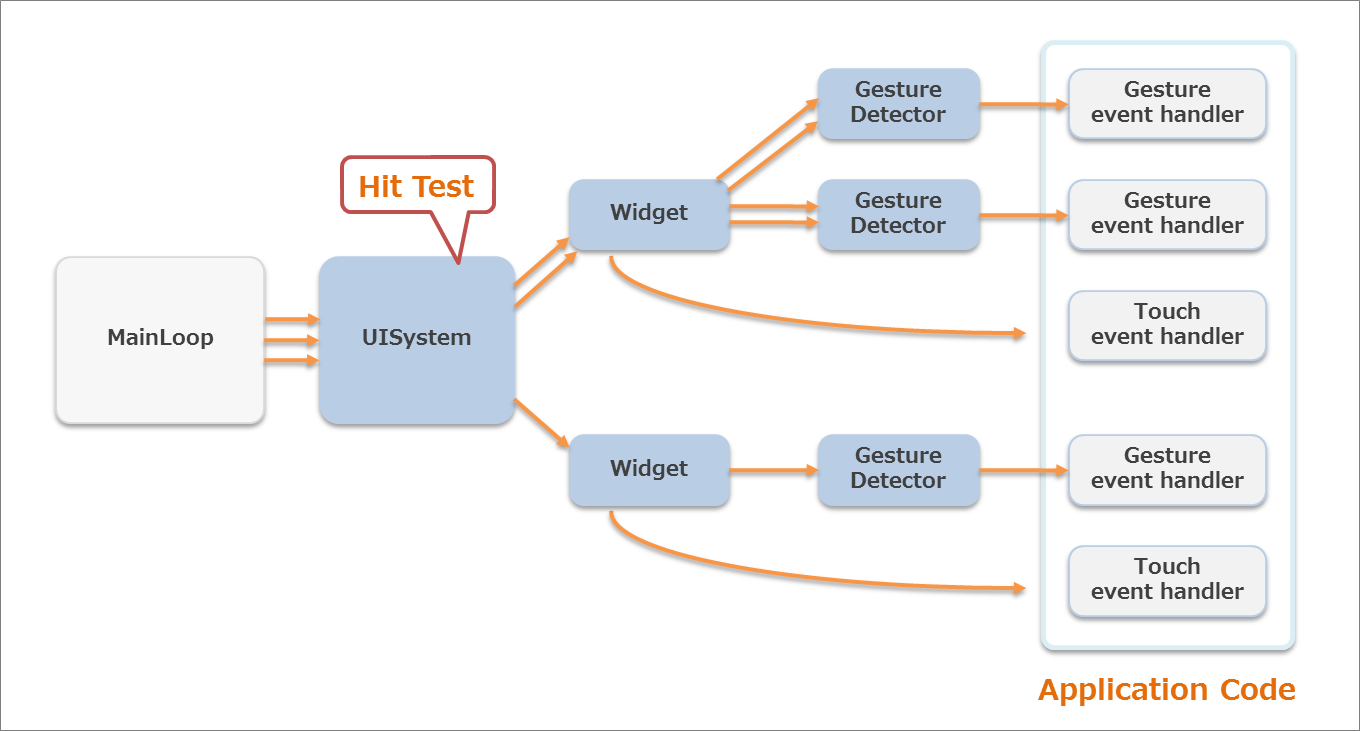 Gesture
Detector
Gesture
event handler
Hit Test
Widget
Gesture
Detector
Gesture
event handler
MainLoop
UISystem
Touch
event handler
Widget
Gesture
Detector
Gesture
event handler
Touch
event handler
Application Code